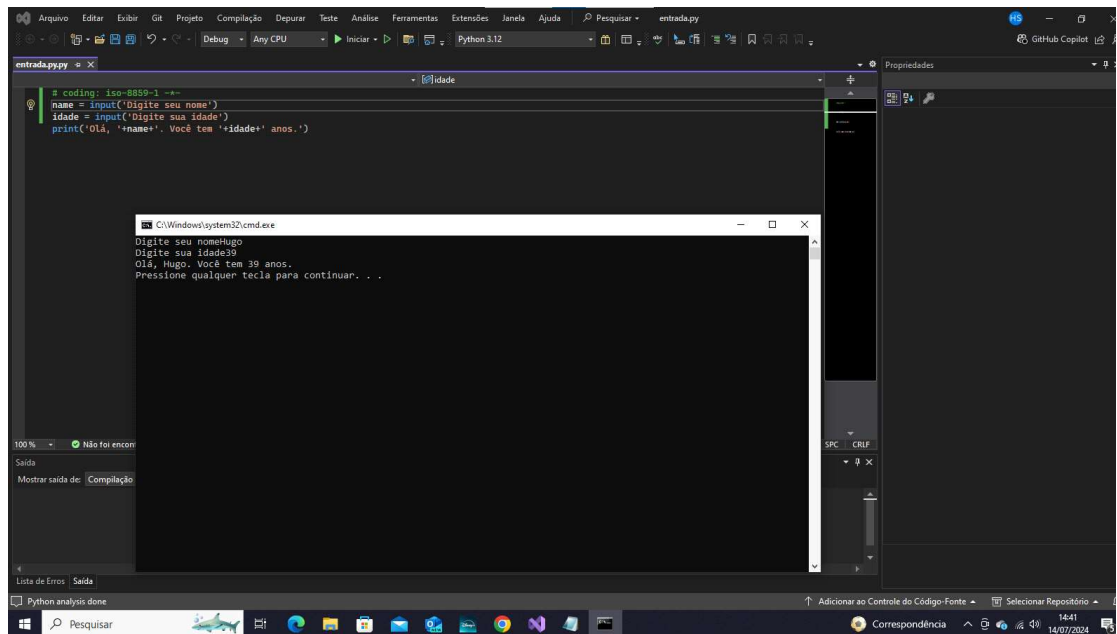 Arquivo Editar Exibir Git Projeto Compilação Depurar Teste Análise Ferramentas Extensões Janela Ajuda Pesquisar entrada.py HS
Debug Any CPU Iniciar Python 3.12 GitHub Copilot
entrada.py.py Propriedades
idade
# coding: iso-8859-1 -*-
name = input('Digite seu nome')
idade = input('Digite sua idade')
print('Olá, '+name+'. Você tem '+idade+' anos.')
C:\Windows\system32\cmd.exe
Digite seu nomeHugo
Digite sua idade39
Olá, Hugo. Você tem 39 anos.
Pressione qualquer tecla para continuar. . .
100 % Não foi encon SPC CRLF
Saída
Mostrar saída de: Compilação
Lista de Erros Saída
Python analysis done Adicionar ao Controle do Código-Fonte Selecionar Repositório
Pesquisar Correspondência 14:41
14/07/2024